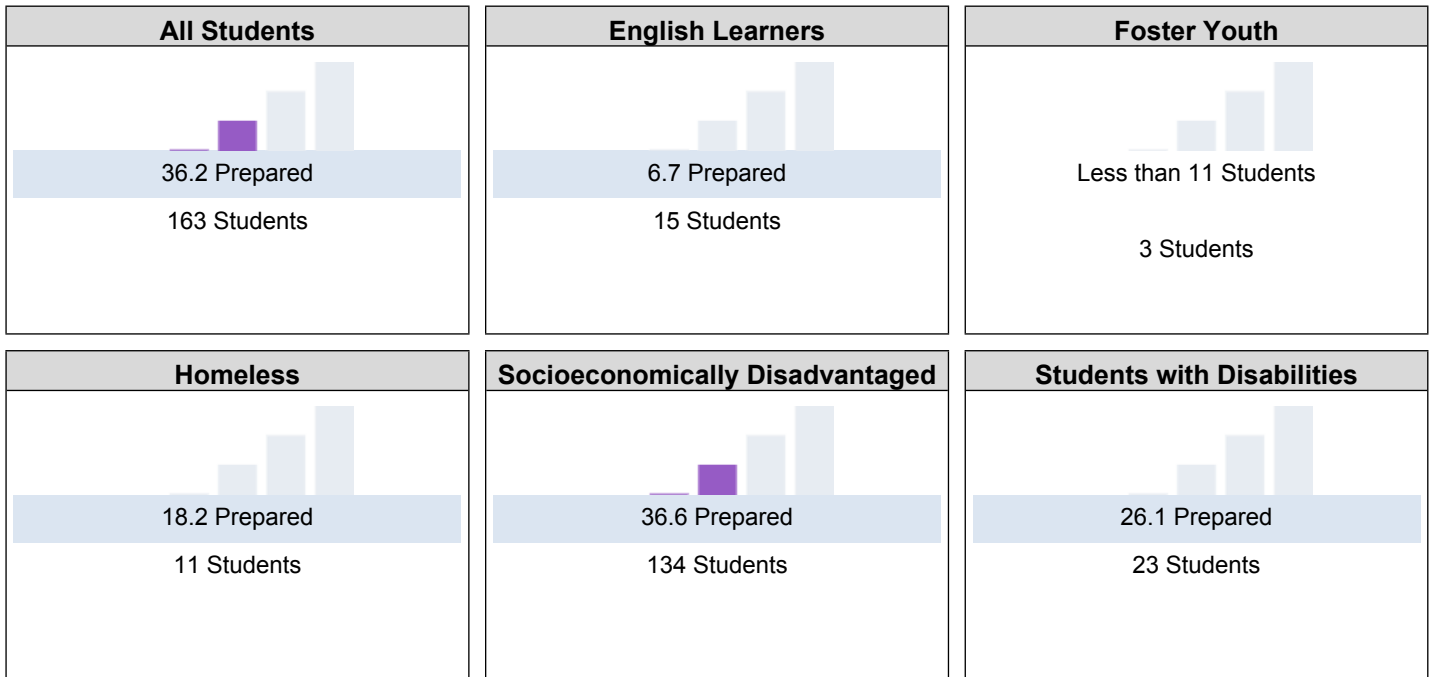 All Students
36.2 Prepared
163 Students
English Learners
6.7 Prepared
15 Students
Foster Youth
Less than 11 Students
3 Students
Homeless
18.2 Prepared
11 Students
Socioeconomically Disadvantaged
36.6 Prepared
134 Students
Students with Disabilities
26.1 Prepared
23 Students